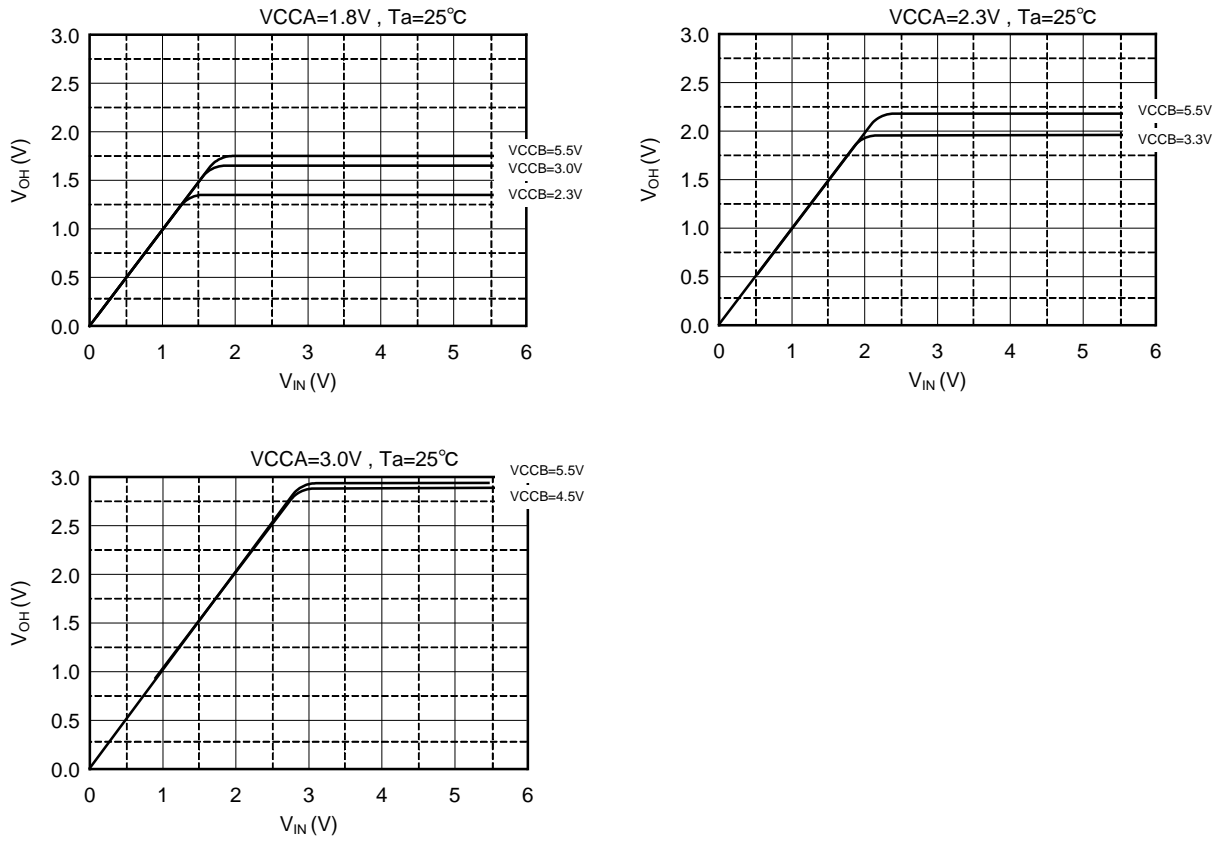 VCCA=1.8V , Ta=25℃
3.0
2.5
2.0
1.5
1.0
0.5
0.0
VOH (V)
VCCB=5.5V
VCCB=3.0V
VCCB=2.3V
0 1 2 3 4 5 6
VIN (V)
VCCA=2.3V , Ta=25℃
3.0
2.5
2.0
1.5
1.0
0.5
0.0
VOH (V)
VCCB=5.5V
VCCB=3.3V
0 1 2 3 4 5 6
VIN (V)
VCCA=3.0V , Ta=25℃
3.0
2.5
2.0
1.5
1.0
0.5
0.0
VOH (V)
VCCB=5.5V
VCCB=4.5V
0 1 2 3 4 5 6
VIN (V)